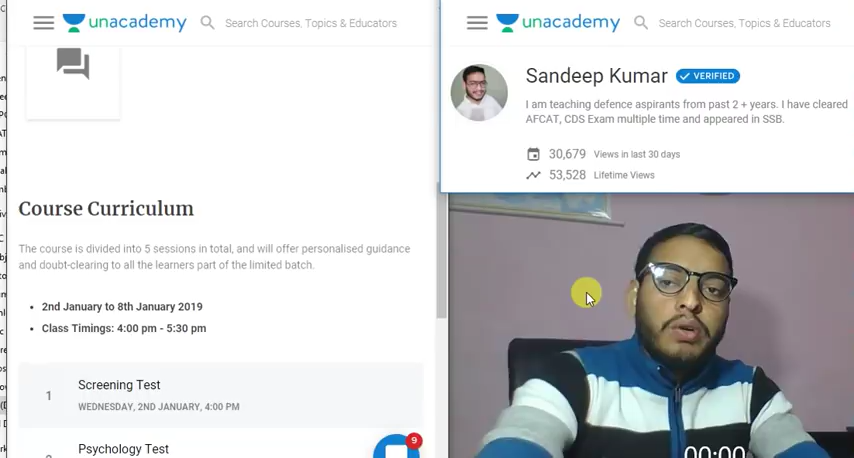 unacademy
Search Courses, Topics & Educators
Course Curriculum
The course is divided into 5 sessions in total, and will offer personalised guidance
and doubt-clearing to all the learners part of the limited batch.
2nd January to 8th January 2019
Class Timings: 4:00 pm - 5:30 pm
1
Screening Test
WEDNESDAY, 2ND JANUARY, 4:00 PM
Psychology Test
9
unacademy
Search Courses, Topics & Educators
Sandeep Kumar
VERIFIED
I am teaching defence aspirants from past 2 + years. I have cleared
AFCAT, CDS Exam multiple time and appeared in SSB.
30,679 Views in last 30 days
53,528 Lifetime Views
00:00